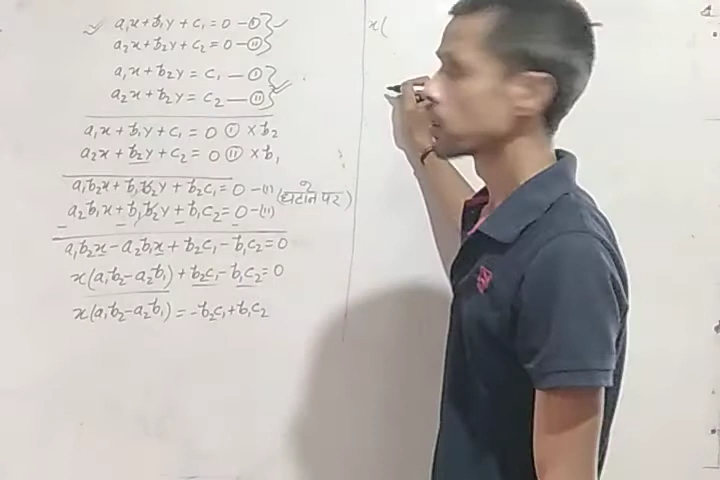 a₁x + b₁y + c₁ = 0 — Ⓘ
a₂x + b₂y + c₂ = 0 — ⓘⓘ
a₁x + b₂y = c₁ — Ⓘ
a₂x + b₂y = c₂ — ⓘⓘ
a₁x + b₁y + c₁ = 0 Ⓘ × b₂
a₂x + b₂y + c₂ = 0 ⓘⓘ × b₁
a₁b₂x + b₁b₂y + b₂c₁ = 0 — (I)
a₂b₁x + b₁b₂y + b₁c₂ = 0 — (II) (घटाने पर)
− − − −
a₁b₂x − a₂b₁x + b₂c₁ − b₁c₂ = 0
x(a₁b₂ − a₂b₁) + b₂c₁ − b₁c₂ = 0
x(a₁b₂ − a₂b₁) = −b₂c₁ + b₁c₂
x(